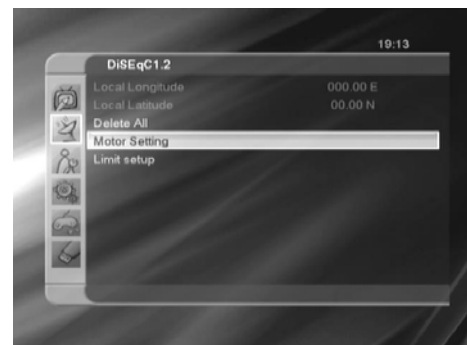 19:13
DiSEqC1.2
Local Longitude 000.00 E
Local Latitude 00.00 N
Delete All
Motor Setting
Limit setup